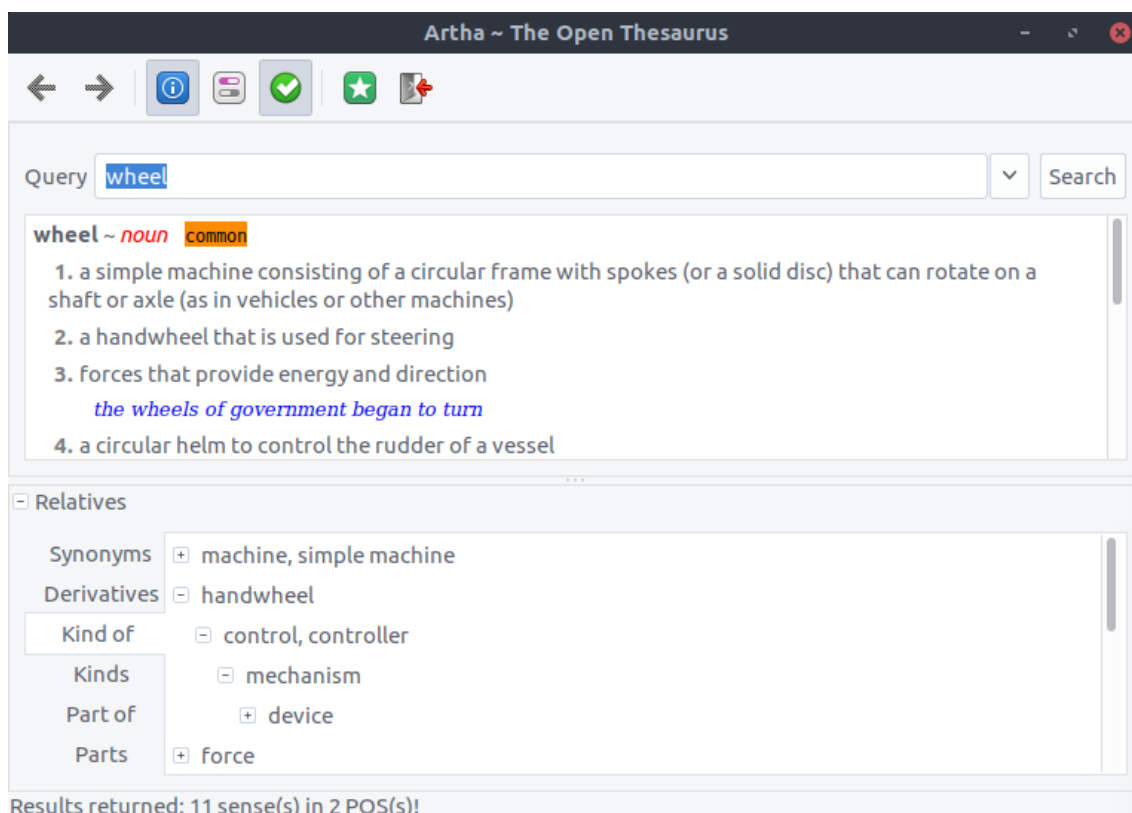 Artha ~ The Open Thesaurus
Query wheel Search
wheel ~ noun common
1. a simple machine consisting of a circular frame with spokes (or a solid disc) that can rotate on a
shaft or axle (as in vehicles or other machines)
2. a handwheel that is used for steering
3. forces that provide energy and direction
the wheels of government began to turn
4. a circular helm to control the rudder of a vessel
Relatives
Synonyms
Derivatives
Kind of
Kinds
Part of
Parts
machine, simple machine
handwheel
control, controller
mechanism
device
force
Results returned: 11 sense(s) in 2 POS(s)!